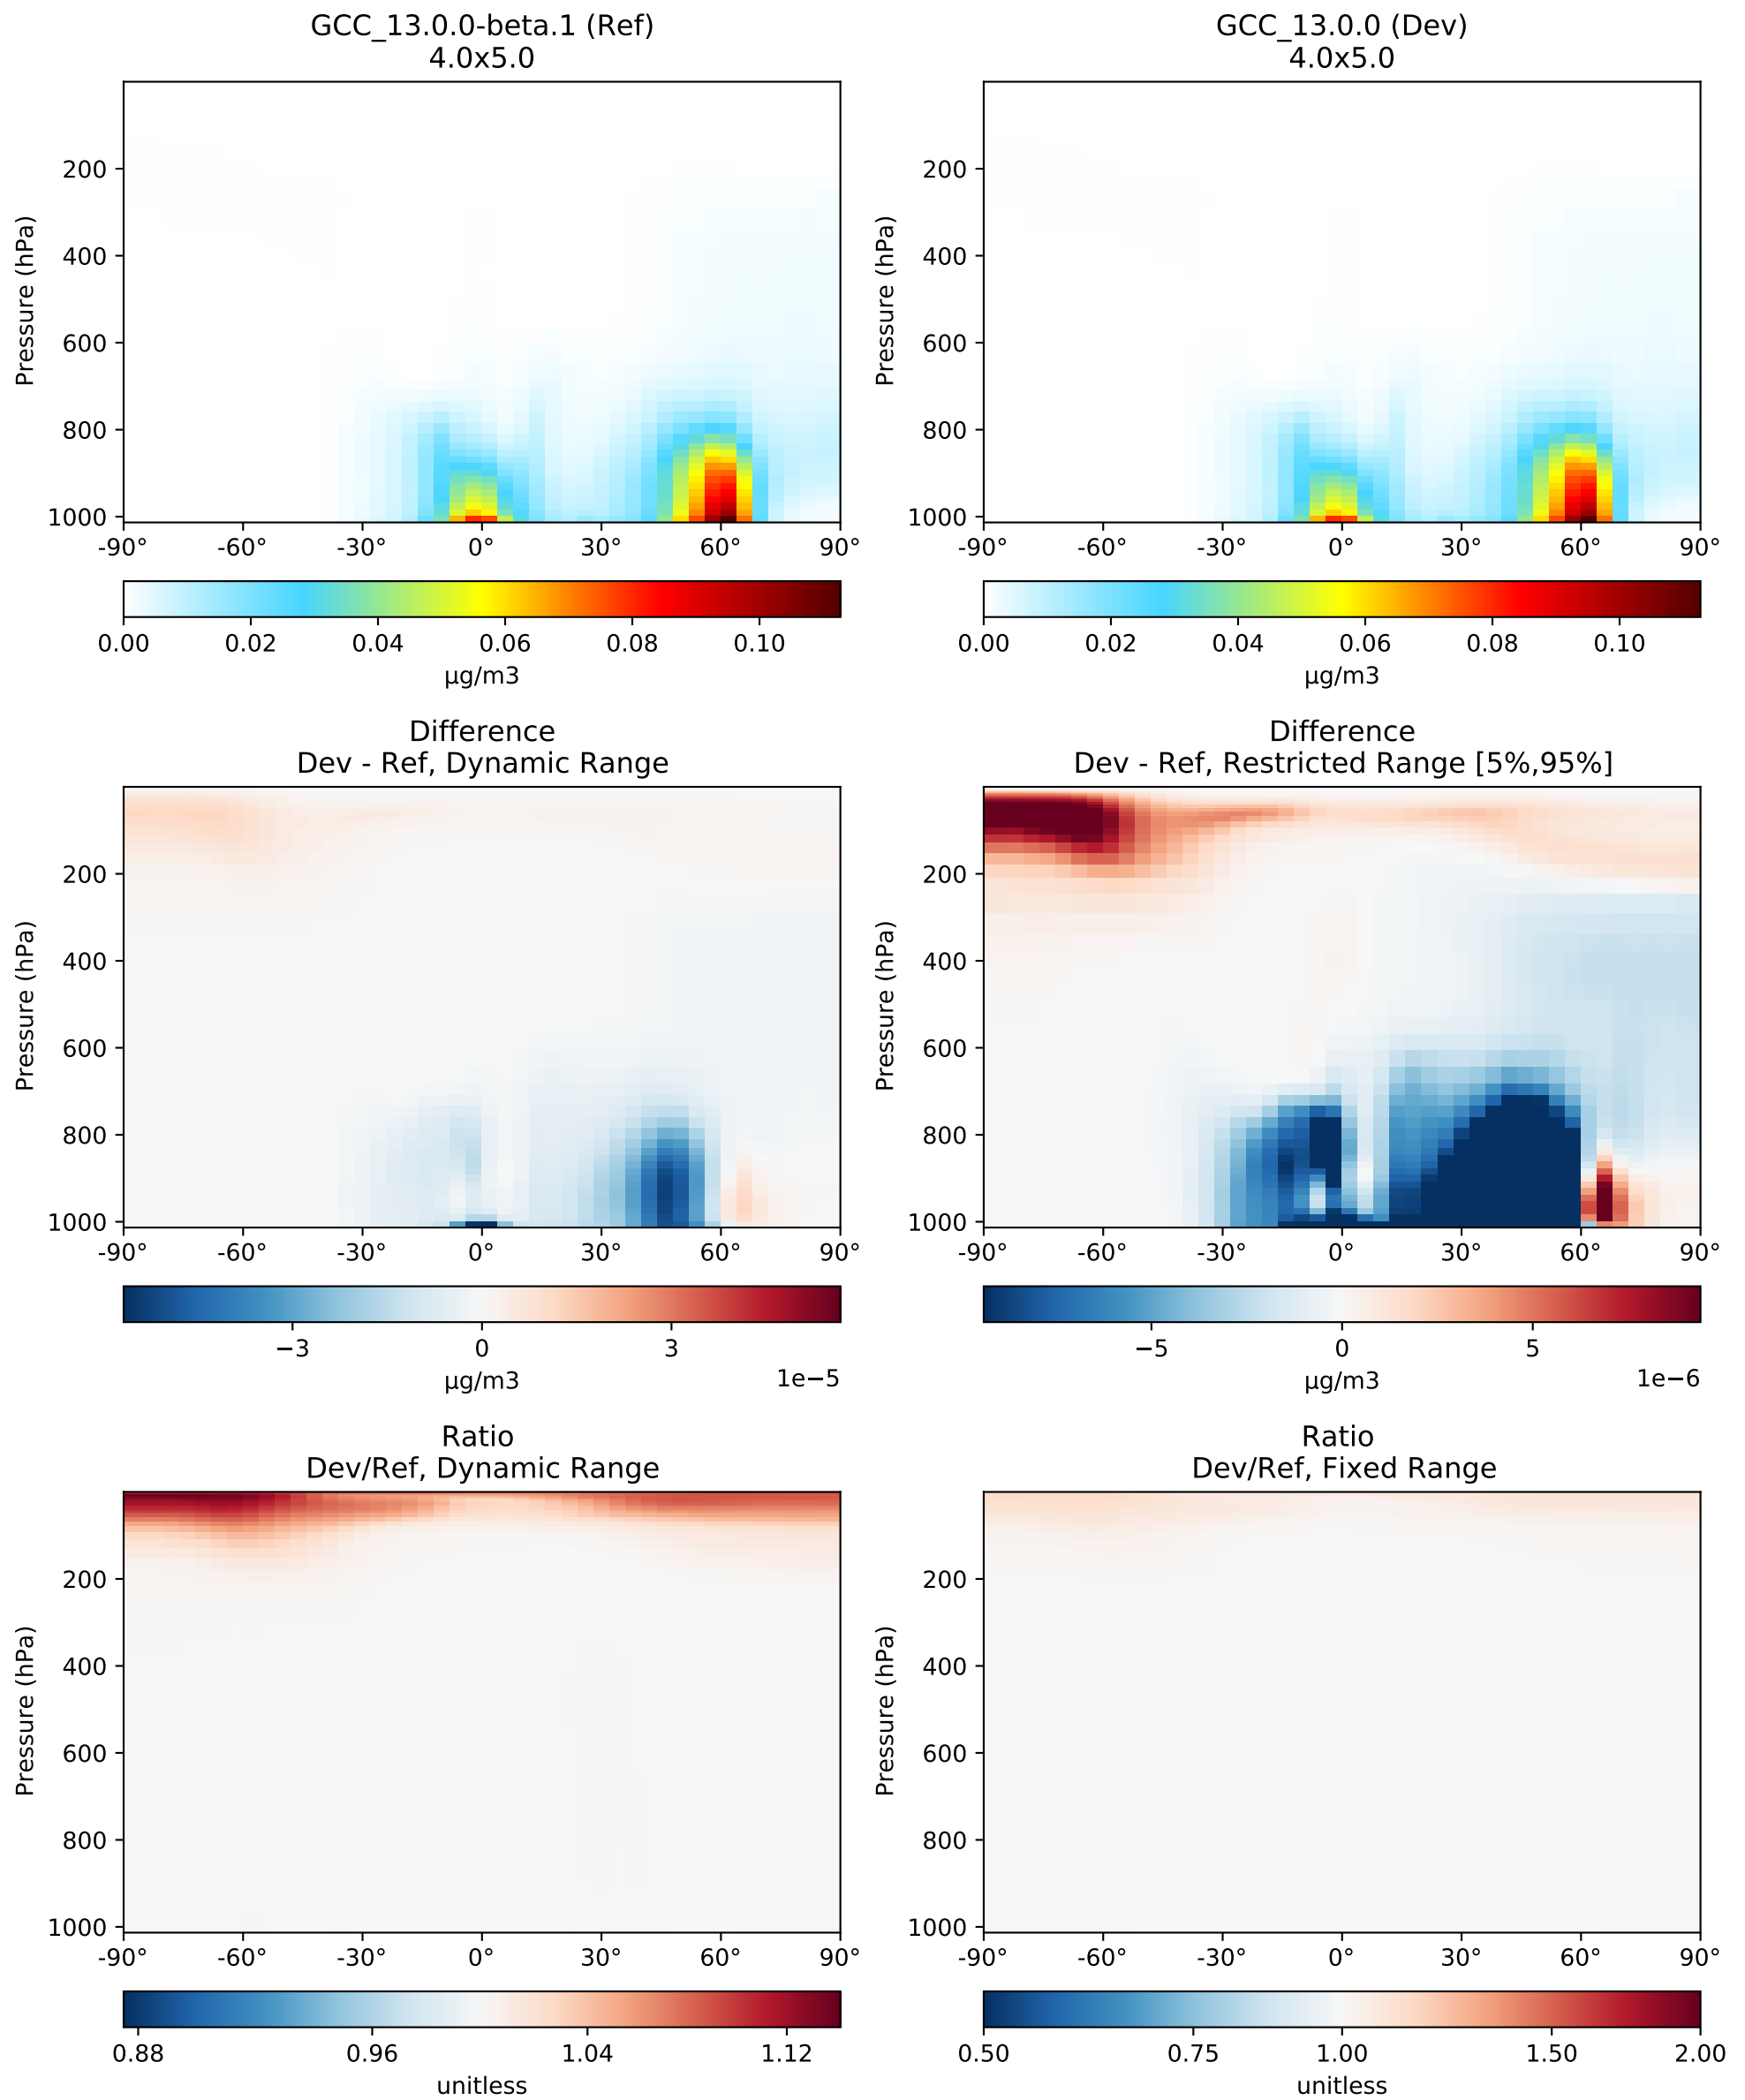 GCC_13.0.0-beta.1 (Ref)
4.0x5.0
Pressure (hPa)
200
400
600
800
1000
-90° -60° -30° 0° 30° 60° 90°
0.00 0.02 0.04 0.06 0.08 0.10
μg/m3
GCC_13.0.0 (Dev)
4.0x5.0
Pressure (hPa)
200
400
600
800
1000
-90° -60° -30° 0° 30° 60° 90°
0.00 0.02 0.04 0.06 0.08 0.10
μg/m3
Difference
Dev - Ref, Dynamic Range
Pressure (hPa)
200
400
600
800
1000
-90° -60° -30° 0° 30° 60° 90°
−3 0 3
μg/m3 1e−5
Difference
Dev - Ref, Restricted Range [5%,95%]
Pressure (hPa)
200
400
600
800
1000
-90° -60° -30° 0° 30° 60° 90°
−5 0 5
μg/m3 1e−6
Ratio
Dev/Ref, Dynamic Range
Pressure (hPa)
200
400
600
800
1000
-90° -60° -30° 0° 30° 60° 90°
0.88 0.96 1.04 1.12
unitless
Ratio
Dev/Ref, Fixed Range
Pressure (hPa)
200
400
600
800
1000
-90° -60° -30° 0° 30° 60° 90°
0.50 0.75 1.00 1.50 2.00
unitless